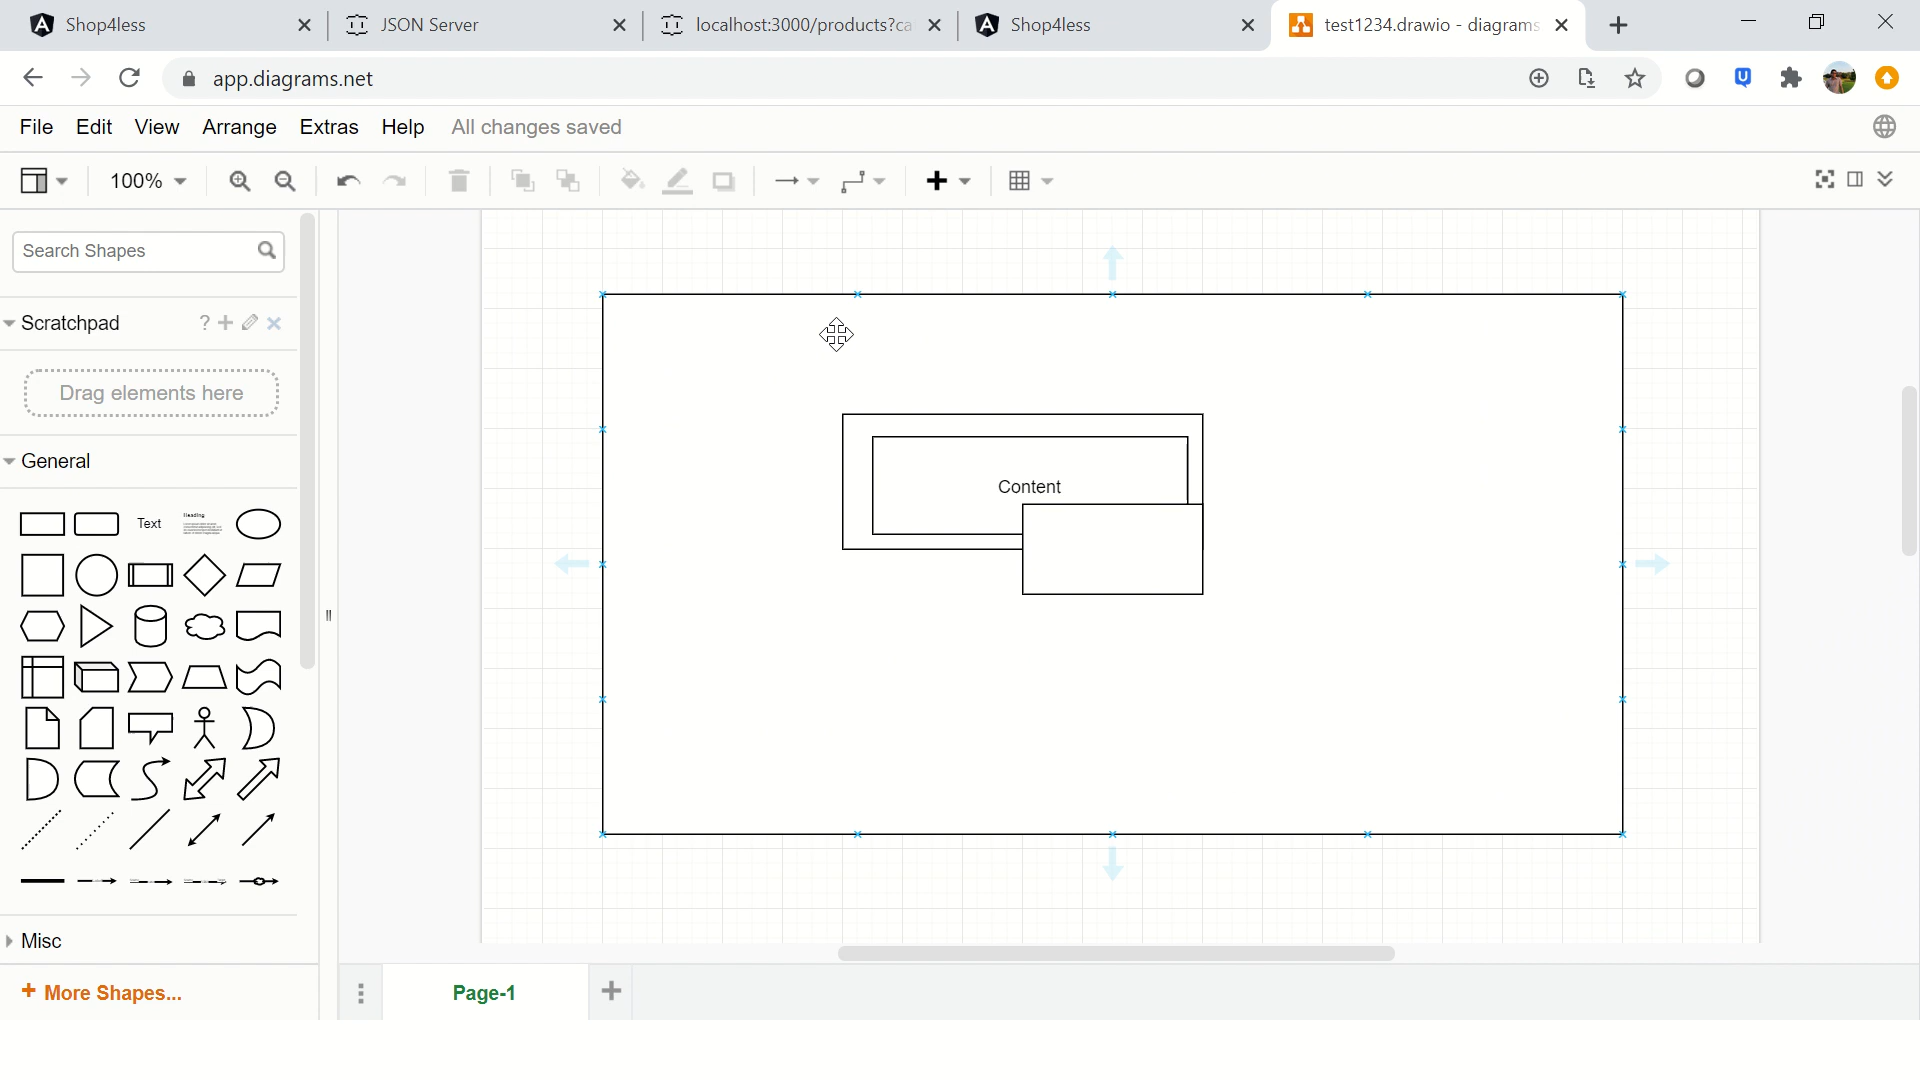 Shop4less
JSON Server
localhost:3000/products?ca
Shop4less
test1234.drawio - diagrams
app.diagrams.net
File Edit View Arrange Extras Help All changes saved
100%
Search Shapes
Scratchpad
?
Drag elements here
General
Text
Heading
Content
Misc
+ More Shapes...
Page-1